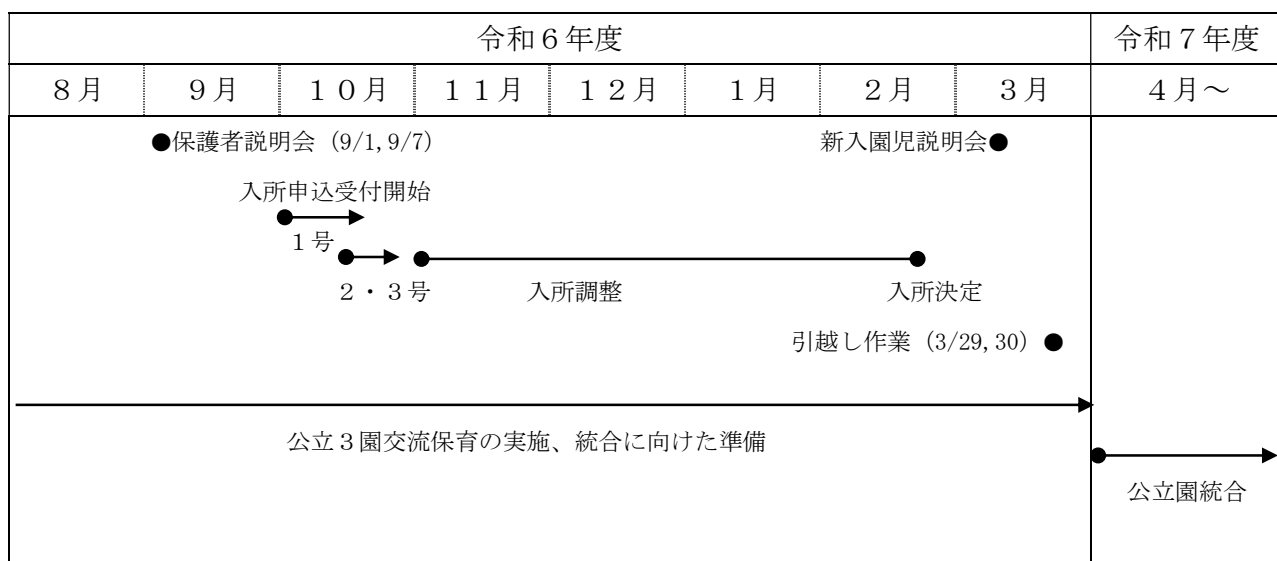 令和６年度 令和７年度
８月 ９月 １０月 １１月 １２月 １月 ２月 ３月 ４月～
●保護者説明会（9/1,9/7） 新入園児説明会●
入所申込受付開始
１号
２・３号 入所調整 入所決定
引越し作業（3/29,30）●
公立３園交流保育の実施、統合に向けた準備
公立園統合